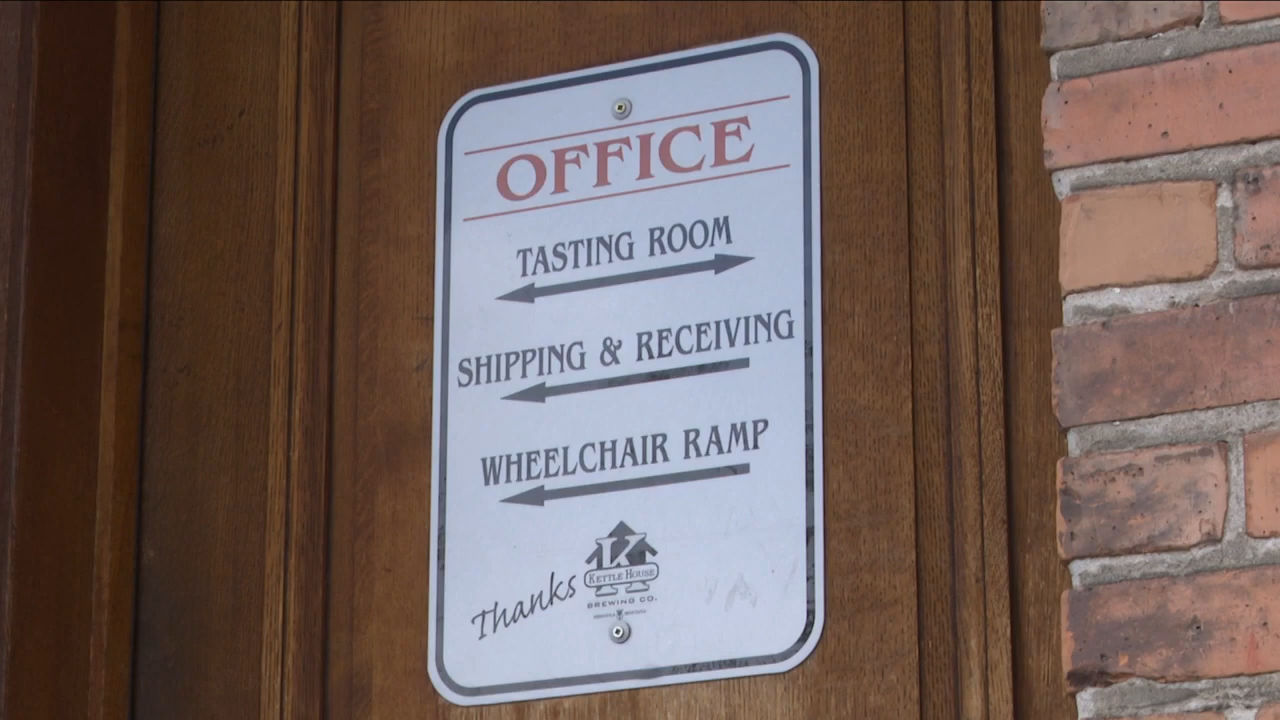 OFFICE
TASTING ROOM
SHIPPING & RECEIVING
WHEELCHAIR RAMP
Thanks
K
KETTLE HOUSE
BREWING CO.